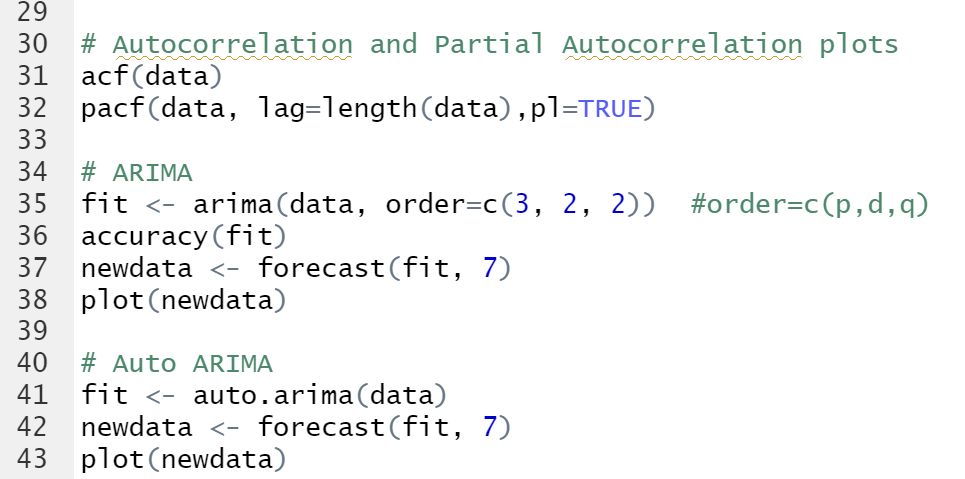 29
30 # Autocorrelation and Partial Autocorrelation plots
31 acf(data)
32 pacf(data, lag=length(data),pl=TRUE)
33
34 # ARIMA
35 fit <- arima(data, order=c(3, 2, 2))  #order=c(p,d,q)
36 accuracy(fit)
37 newdata <- forecast(fit, 7)
38 plot(newdata)
39
40 # Auto ARIMA
41 fit <- auto.arima(data)
42 newdata <- forecast(fit, 7)
43 plot(newdata)